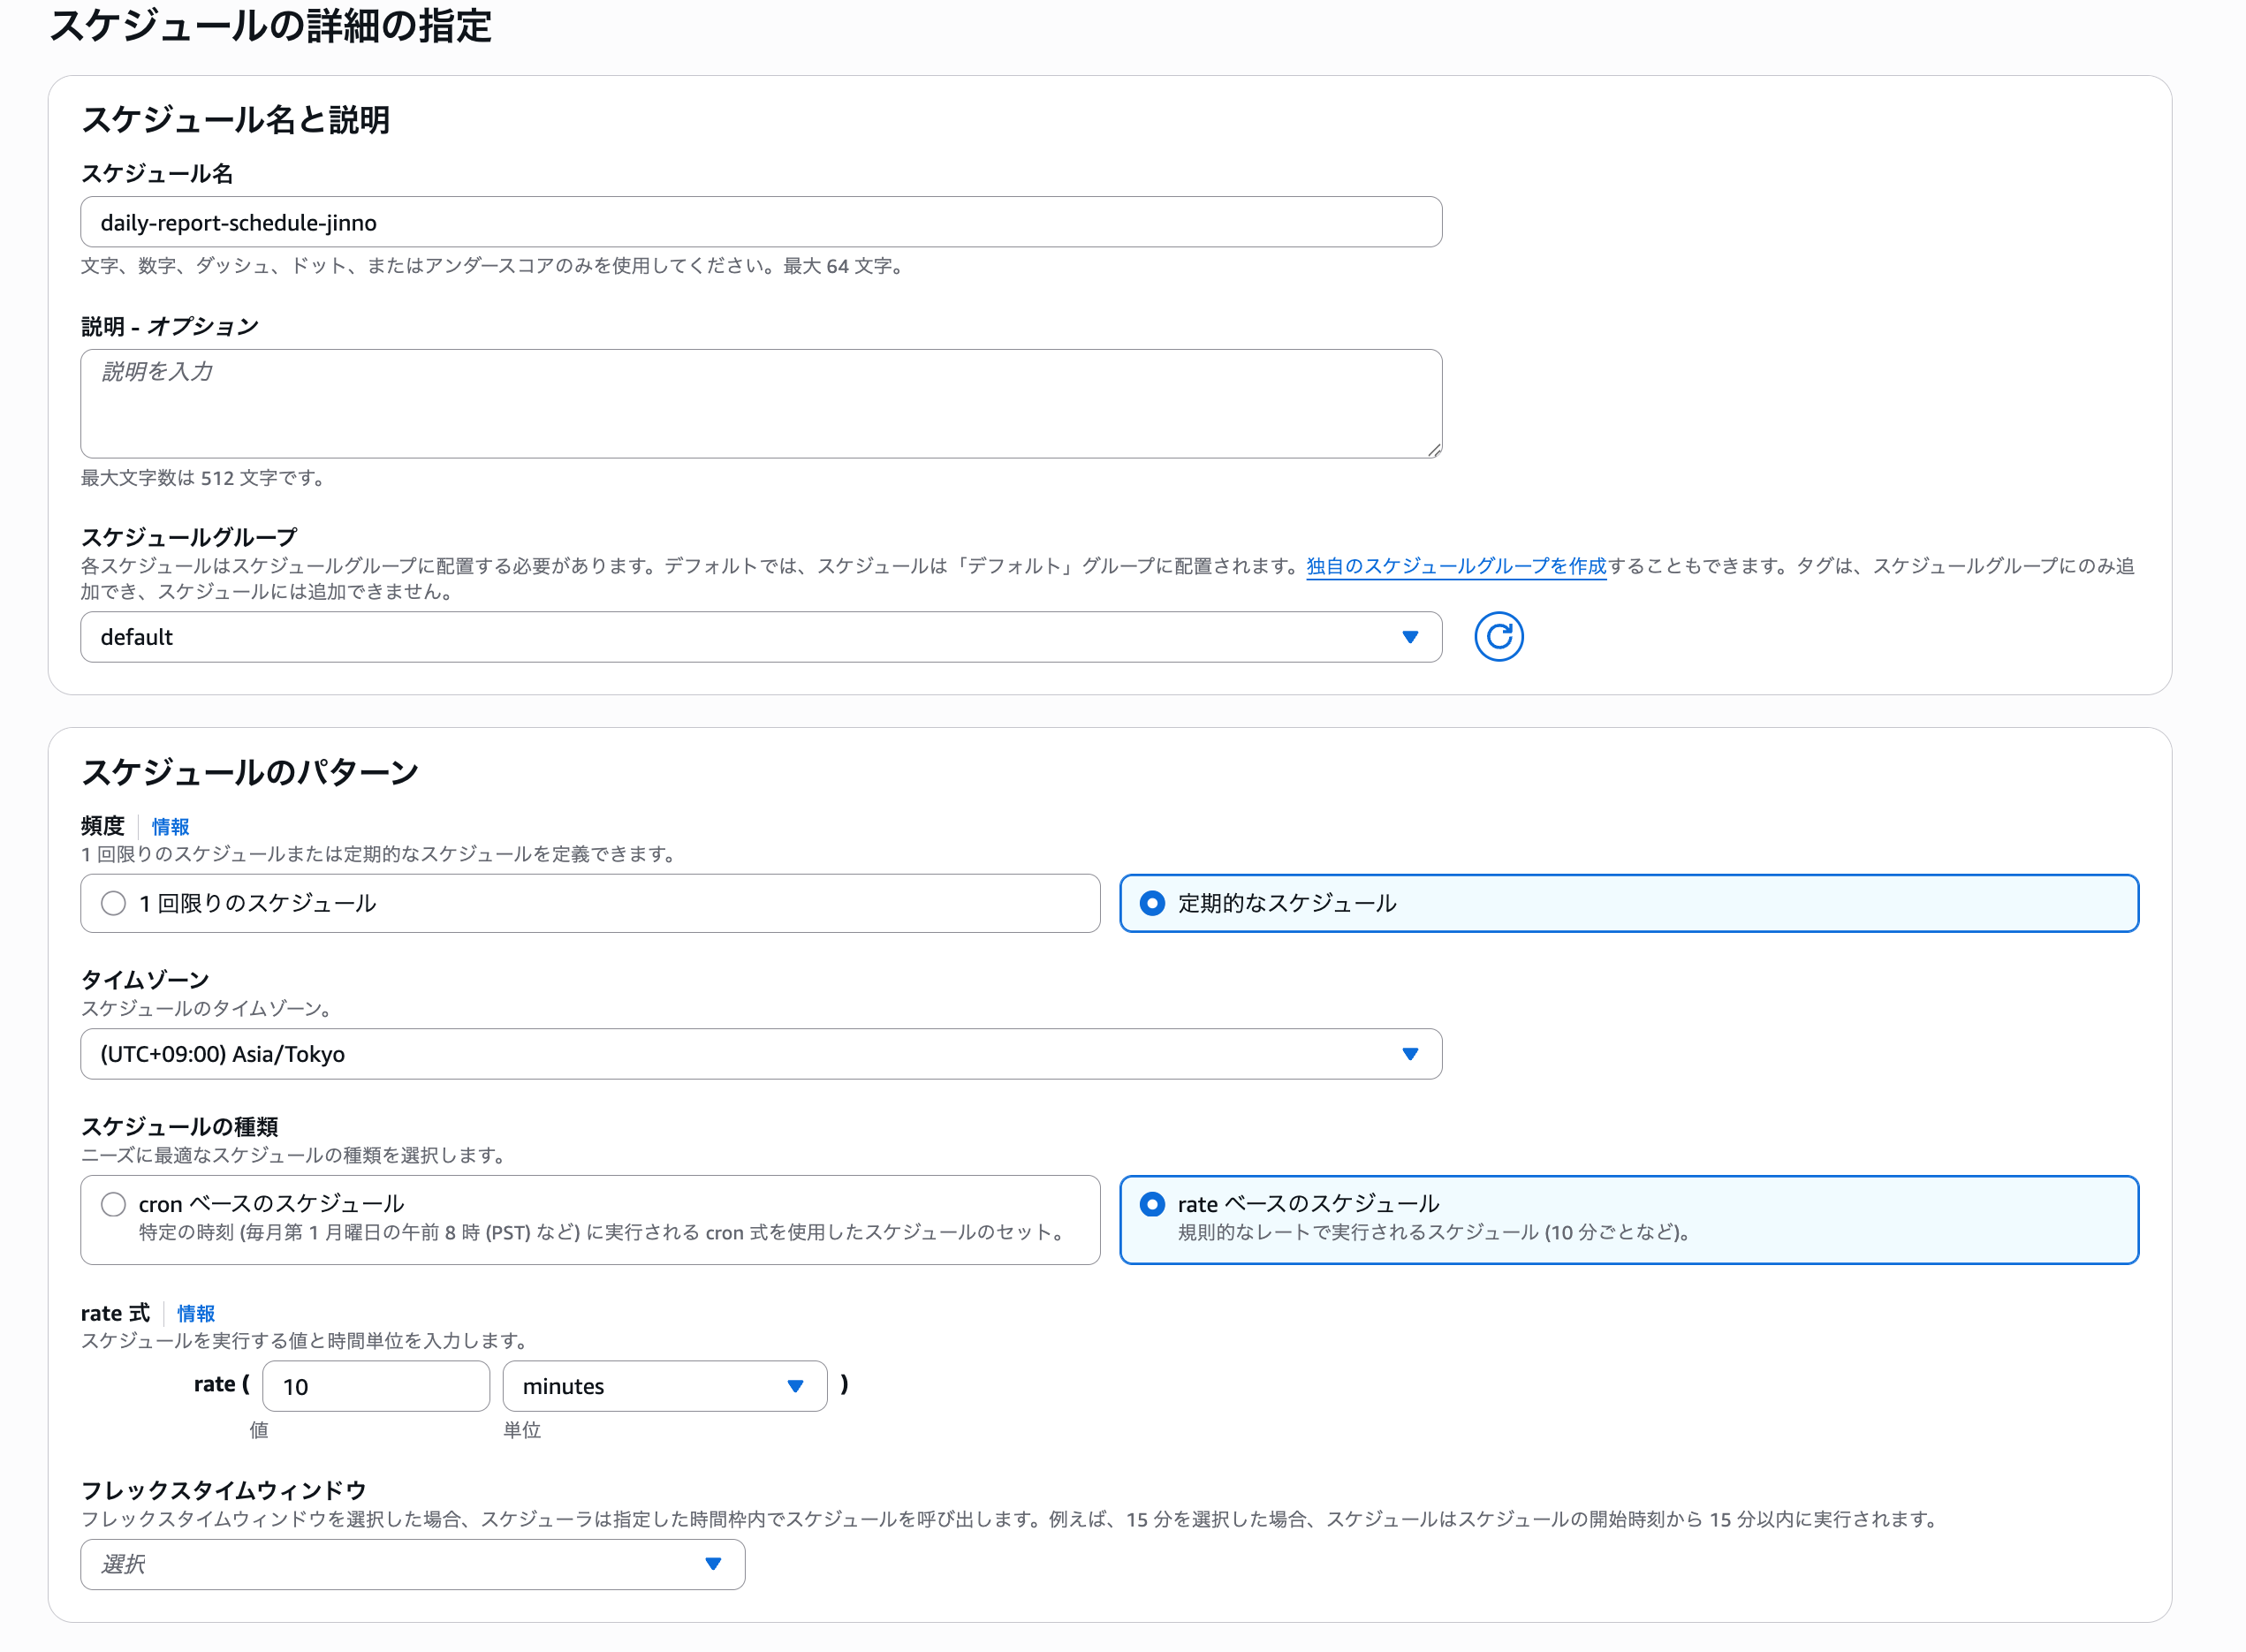 スケジュールの詳細の指定
スケジュール名と説明
スケジュール名
daily-report-schedule-jinno
文字、数字、ダッシュ、ドット、またはアンダースコアのみを使用してください。最大 64 文字。
説明 - オプション
説明を入力
最大文字数は 512 文字です。
スケジュールグループ
各スケジュールはスケジュールグループに配置する必要があります。デフォルトでは、スケジュールは「デフォルト」グループに配置されます。独自のスケジュールグループを作成することもできます。タグは、スケジュールグループにのみ追
加でき、スケジュールには追加できません。
default
スケジュールのパターン
頻度 情報
1 回限りのスケジュールまたは定期的なスケジュールを定義できます。
1 回限りのスケジュール 定期的なスケジュール
タイムゾーン
スケジュールのタイムゾーン。
(UTC+09:00) Asia/Tokyo
スケジュールの種類
ニーズに最適なスケジュールの種類を選択します。
cron ベースのスケジュール
特定の時刻 (毎月第 1 月曜日の午前 8 時 (PST) など) に実行される cron 式を使用したスケジュールのセット。
rate ベースのスケジュール
規則的なレートで実行されるスケジュール (10 分ごとなど)。
rate 式 情報
スケジュールを実行する値と時間単位を入力します。
rate ( 10 minutes )
値 単位
フレックスタイムウィンドウ
フレックスタイムウィンドウを選択した場合、スケジューラは指定した時間枠内でスケジュールを呼び出します。例えば、15 分を選択した場合、スケジュールはスケジュールの開始時刻から 15 分以内に実行されます。
選択